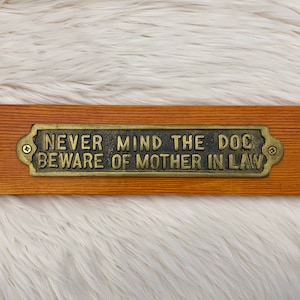 NEVER MIND THE DOG
BEWARE OF MOTHER IN LAW